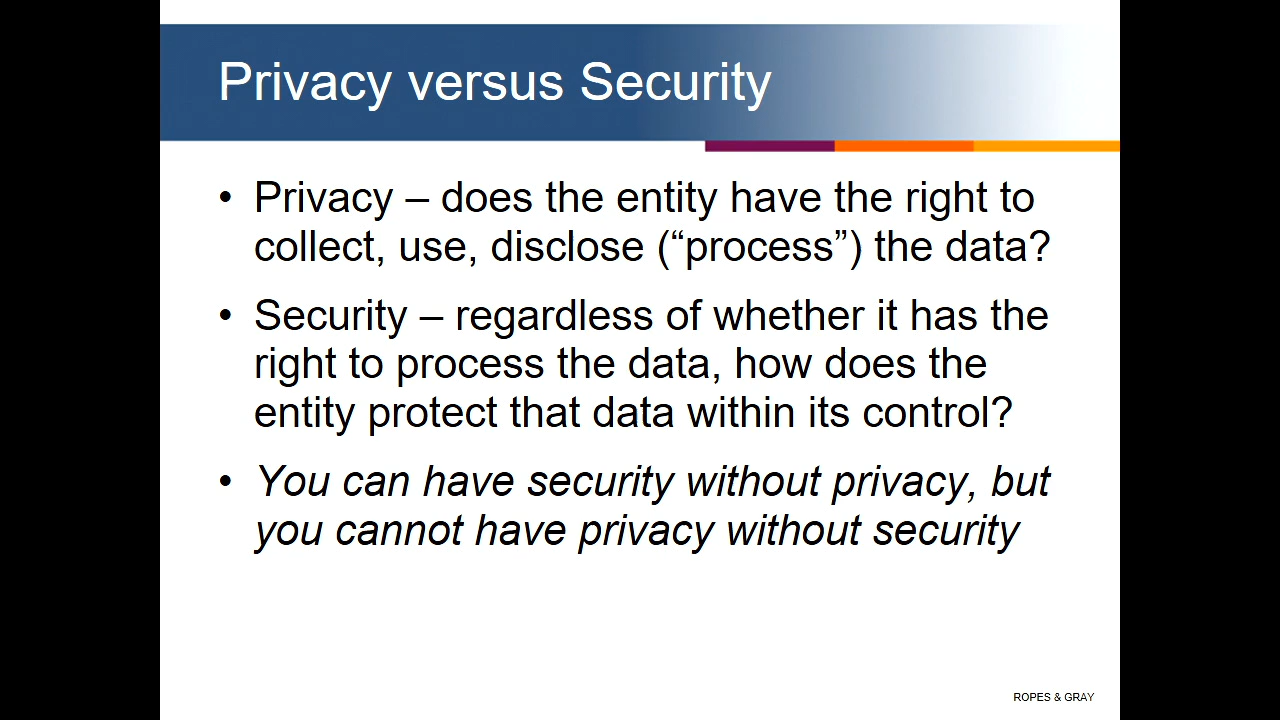 Privacy versus Security
• Privacy – does the entity have the right to
collect, use, disclose (“process”) the data?
• Security – regardless of whether it has the
right to process the data, how does the
entity protect that data within its control?
• You can have security without privacy, but
you cannot have privacy without security
ROPES & GRAY